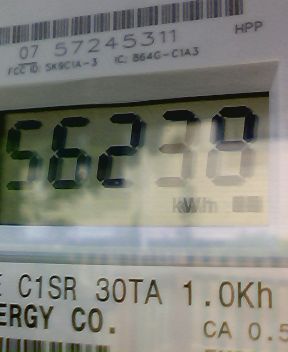 07 57245311
HPP
FCC ID: SK9C1A-3 IC: 864G-C1A3
56238
kWh
E C1SR 30TA 1.0Kh
ERGY CO.
CA 0.5